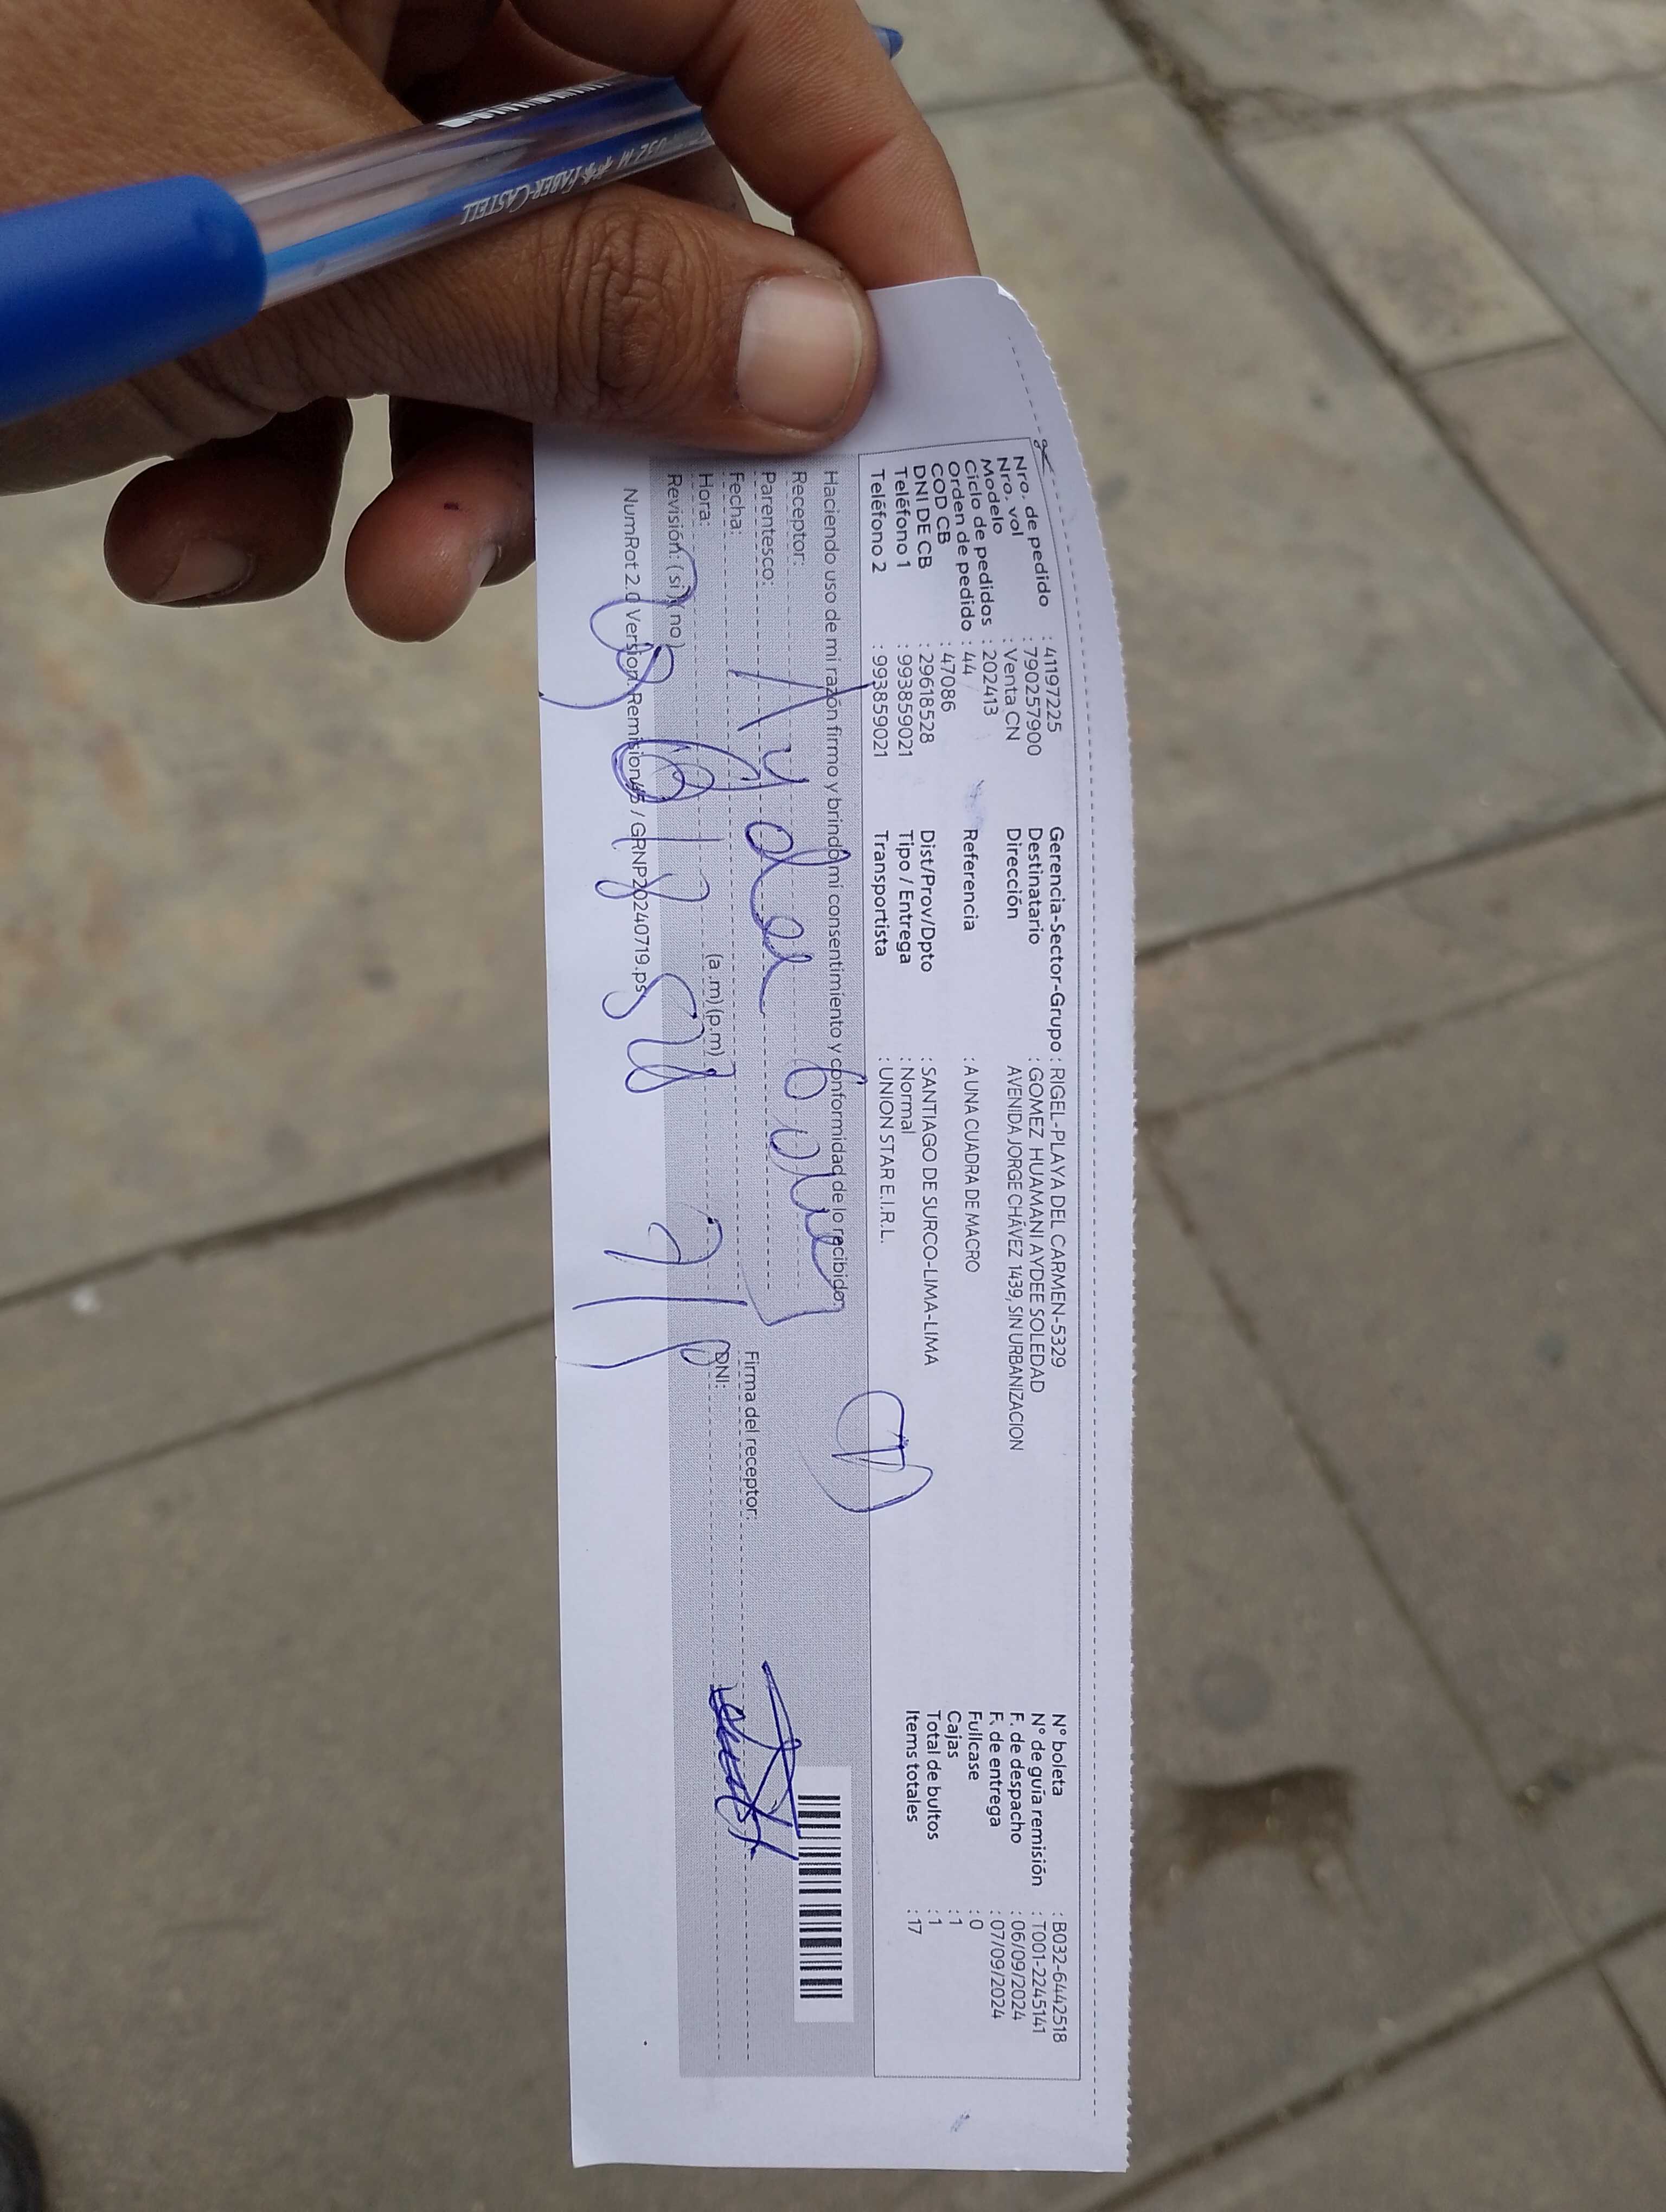 Nro. de pedido : 41197225
Nro. vol : 790257900
Modelo : Venta CN
Ciclo de pedidos : 202413
Orden de pedido : 44
COD CB : 47086
DNI DE CB : 29618528
Teléfono 1 : 993859021
Teléfono 2 : 993859021
Gerencia-Sector-Grupo : RIGEL-PLAYA DEL CARMEN-5329
Destinatario : GOMEZ HUAMANI AYDEE SOLEDAD
Dirección AVENIDA JORGE CHÁVEZ 1439, SIN URBANIZACION
Referencia : A UNA CUADRA DE MACRO
Dist/Prov/Dpto : SANTIAGO DE SURCO-LIMA-LIMA
Tipo / Entrega : Normal
Transportista : UNION STAR E.I.R.L.
N° boleta : B032-6442518
N° de guía remisión : T001-2245141
F. de despacho : 06/09/2024
F. de entrega : 07/09/2024
Fullcase : 0
Cajas : 1
Total de bultos : 1
Items totales : 17
Haciendo uso de mi razón firmo y brindo mi consentimiento y conformidad de lo recibido
Receptor:
Parentesco:
Fecha:
Hora: (a.m)(p.m)
Revisión: (si)(no)
Firma del receptor:
DNI:
NumRot 2.0 Version. Remision45 / GRNP20240719.ps
FABER-CASTELL